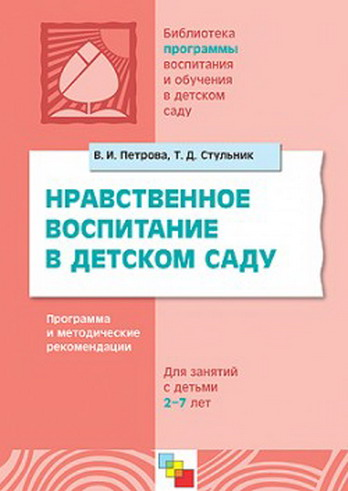 Библиотека
программы
воспитания
и обучения
в детском
саду
В. И. Петрова, Т. Д. Стульник
НРАВСТВЕННОЕ
ВОСПИТАНИЕ
В ДЕТСКОМ САДУ
Программа
и методические
рекомендации
Для занятий
с детьми
2–7 лет